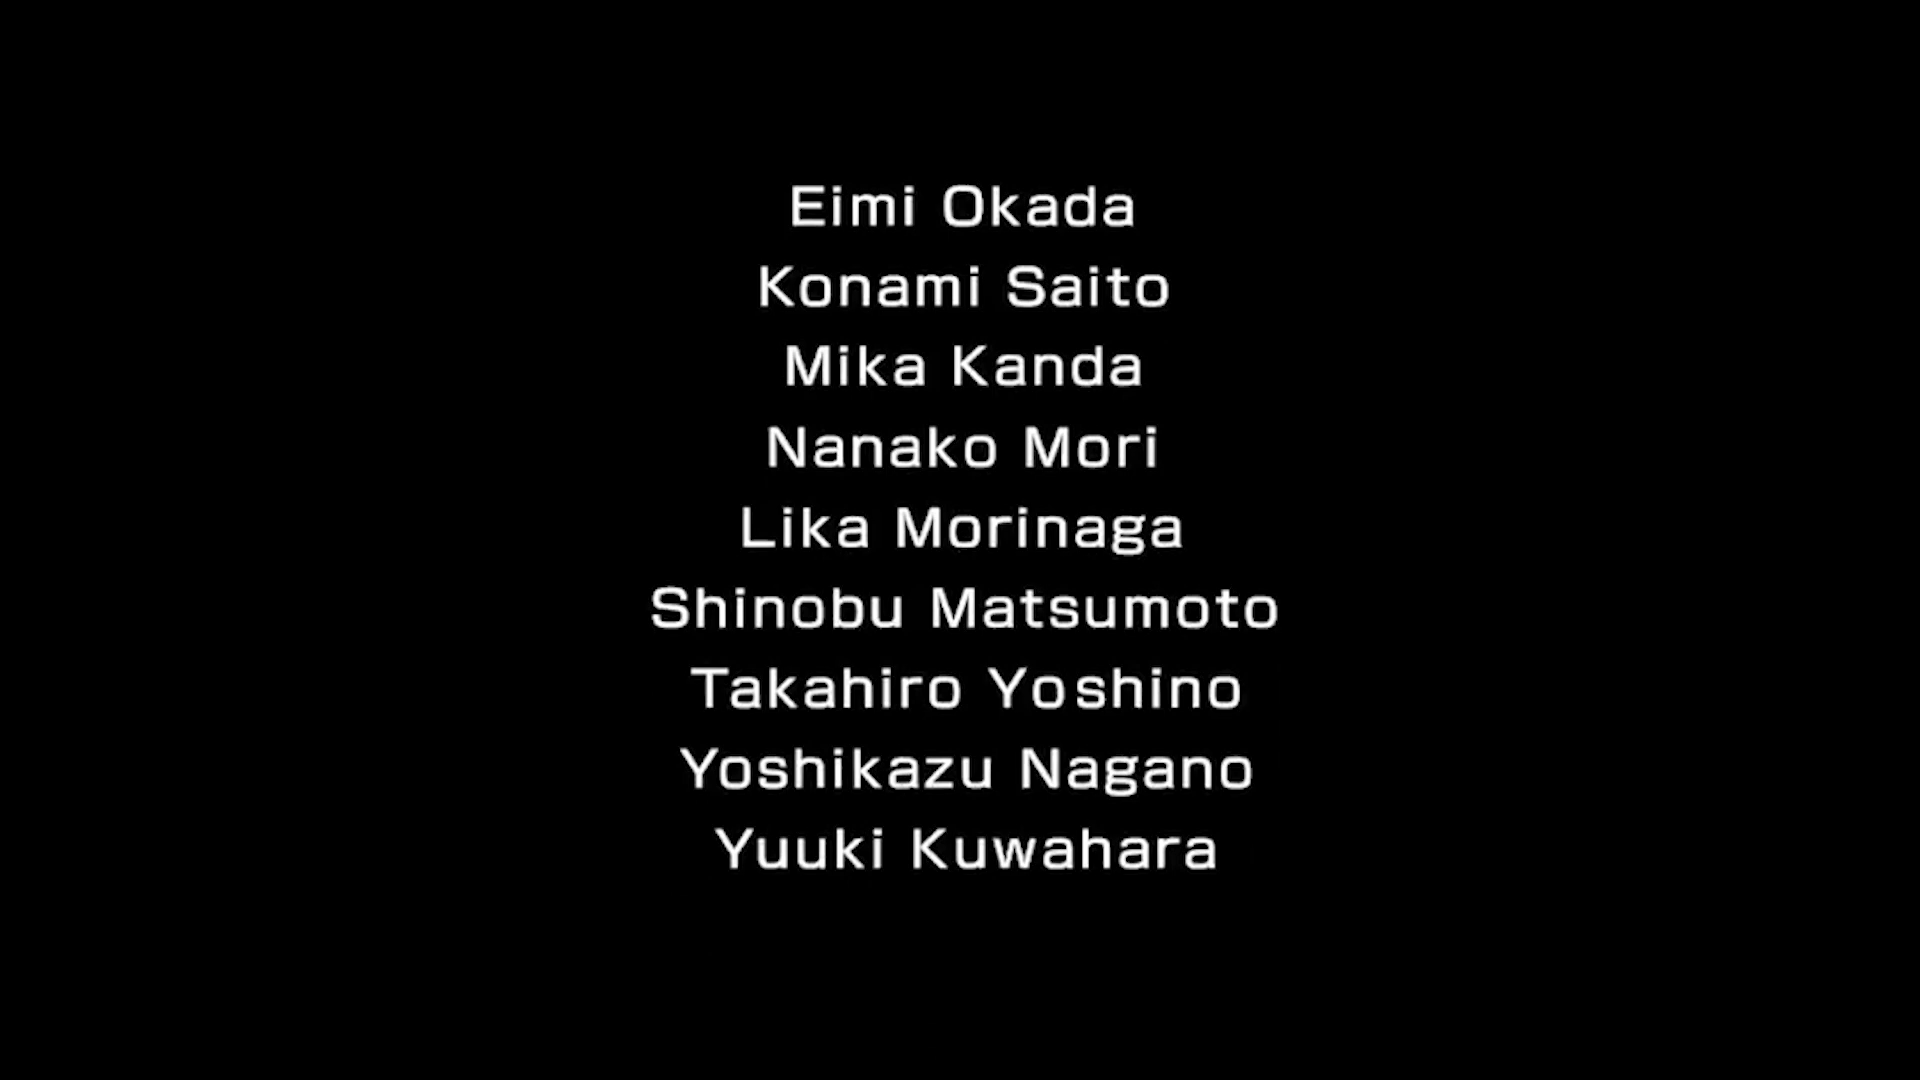 Eimi Okada
Konami Saito
Mika Kanda
Nanako Mori
Lika Morinaga
Shinobu Matsumoto
Takahiro Yoshino
Yoshikazu Nagano
Yuuki Kuwahara